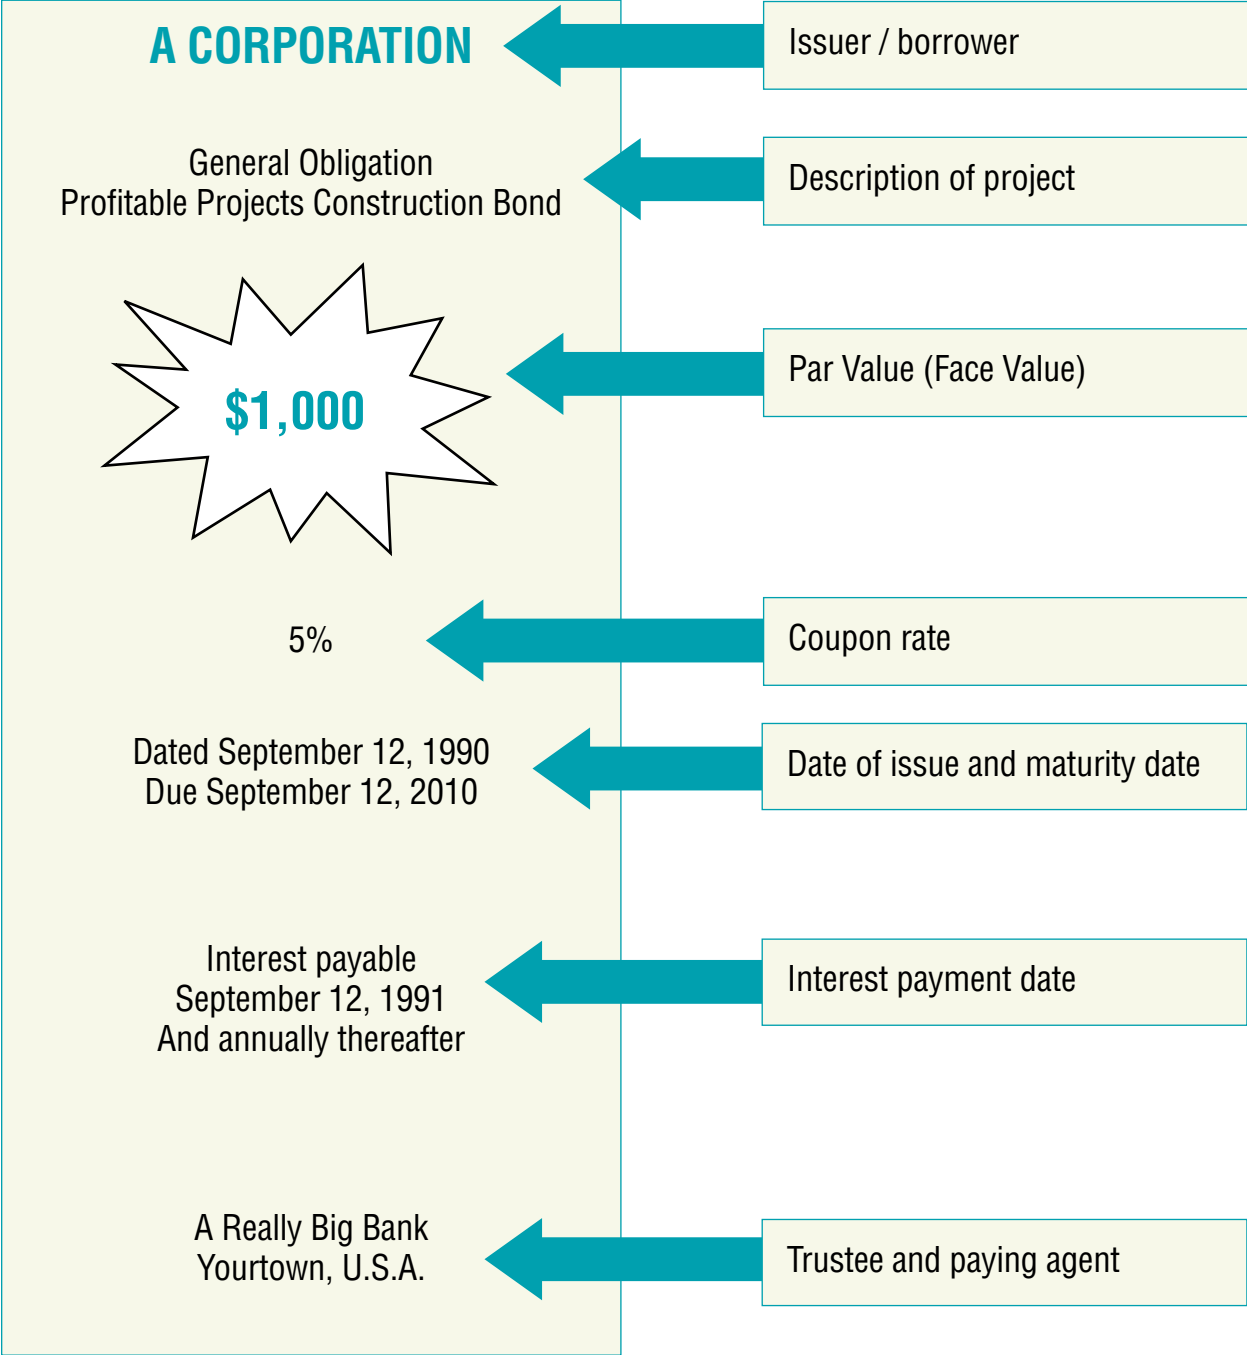 A CORPORATION
Issuer / borrower
General Obligation
Profitable Projects Construction Bond
Description of project
$1,000
Par Value (Face Value)
5%
Coupon rate
Dated September 12, 1990
Due September 12, 2010
Date of issue and maturity date
Interest payable
September 12, 1991
And annually thereafter
Interest payment date
A Really Big Bank
Yourtown, U.S.A.
Trustee and paying agent